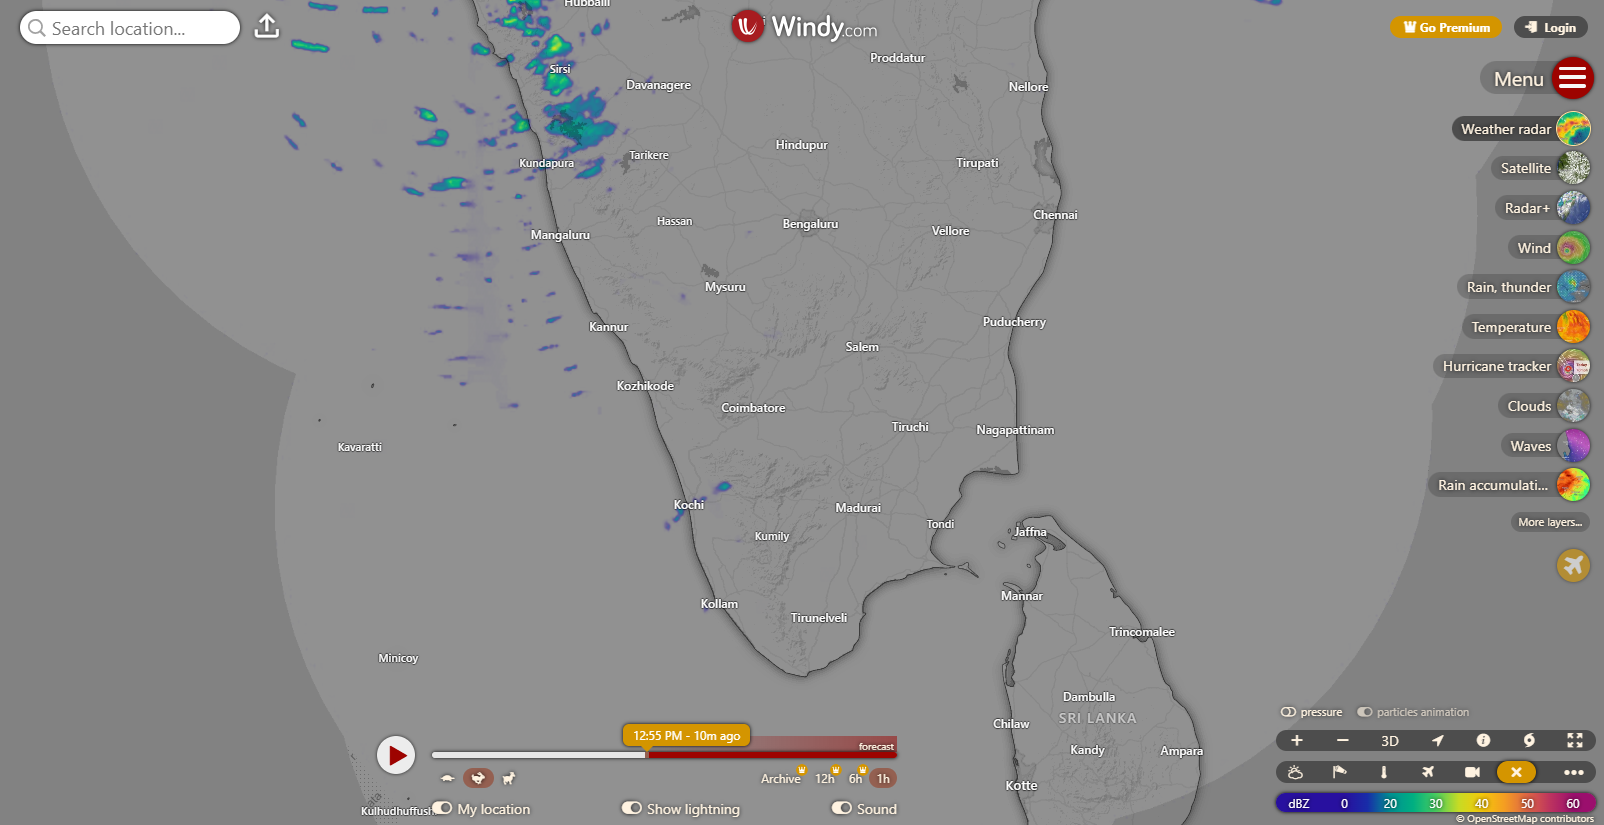 Hubballi
Search location...
Windy.com
Go Premium
Login
Sirsi
Davanagere
Proddatur
Nellore
Menu
Weather radar
Kundapura
Tarikere
Hindupur
Tirupati
Satellite
Radar+
Mangaluru
Hassan
Bengaluru
Vellore
Chennai
Wind
Mysuru
Rain, thunder
Kannur
Puducherry
Temperature
Salem
Hurricane tracker
Kozhikode
Coimbatore
Clouds
Tiruchi
Nagapattinam
Kavaratti
Waves
Rain accumulati...
Kochi
Madurai
Tondi
Jaffna
More layers...
Kumily
Kollam
Tirunelveli
Mannar
Trincomalee
Minicoy
Dambulla
SRI LANKA
Chilaw
Kandy
Ampara
Kotte
pressure
particles animation
12:55 PM - 10m ago
forecast
3D
Archive
12h
6h
1h
Kulhudhuffushi
My location
Show lightning
Sound
dBZ 0 20 30 40 50 60
© OpenStreetMap contributors